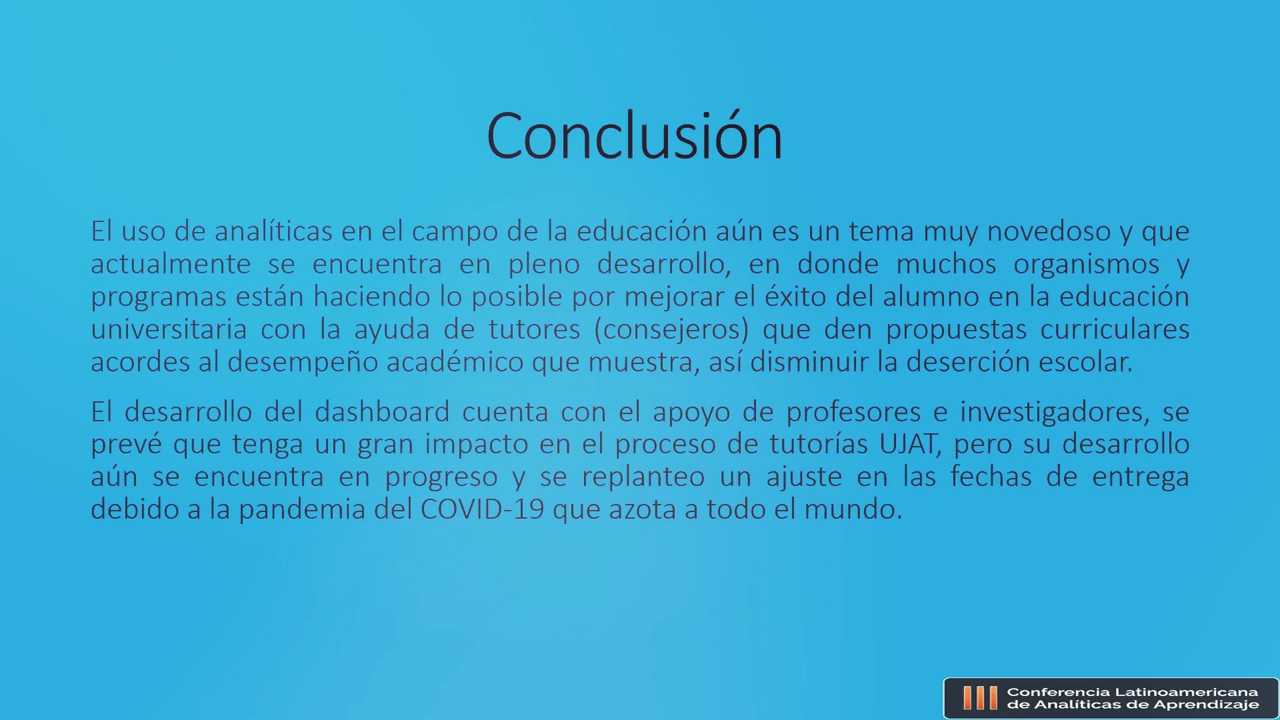 Conclusión
El uso de analíticas en el campo de la educación aún es un tema muy novedoso y que
actualmente se encuentra en pleno desarrollo, en donde muchos organismos y
programas están haciendo lo posible por mejorar el éxito del alumno en la educación
universitaria con la ayuda de tutores (consejeros) que den propuestas curriculares
acordes al desempeño académico que muestra, así disminuir la deserción escolar.
El desarrollo del dashboard cuenta con el apoyo de profesores e investigadores, se
prevé que tenga un gran impacto en el proceso de tutorías UJAT, pero su desarrollo
aún se encuentra en progreso y se replanteo un ajuste en las fechas de entrega
debido a la pandemia del COVID-19 que azota a todo el mundo.
III Conferencia Latinoamericana
de Analíticas de Aprendizaje